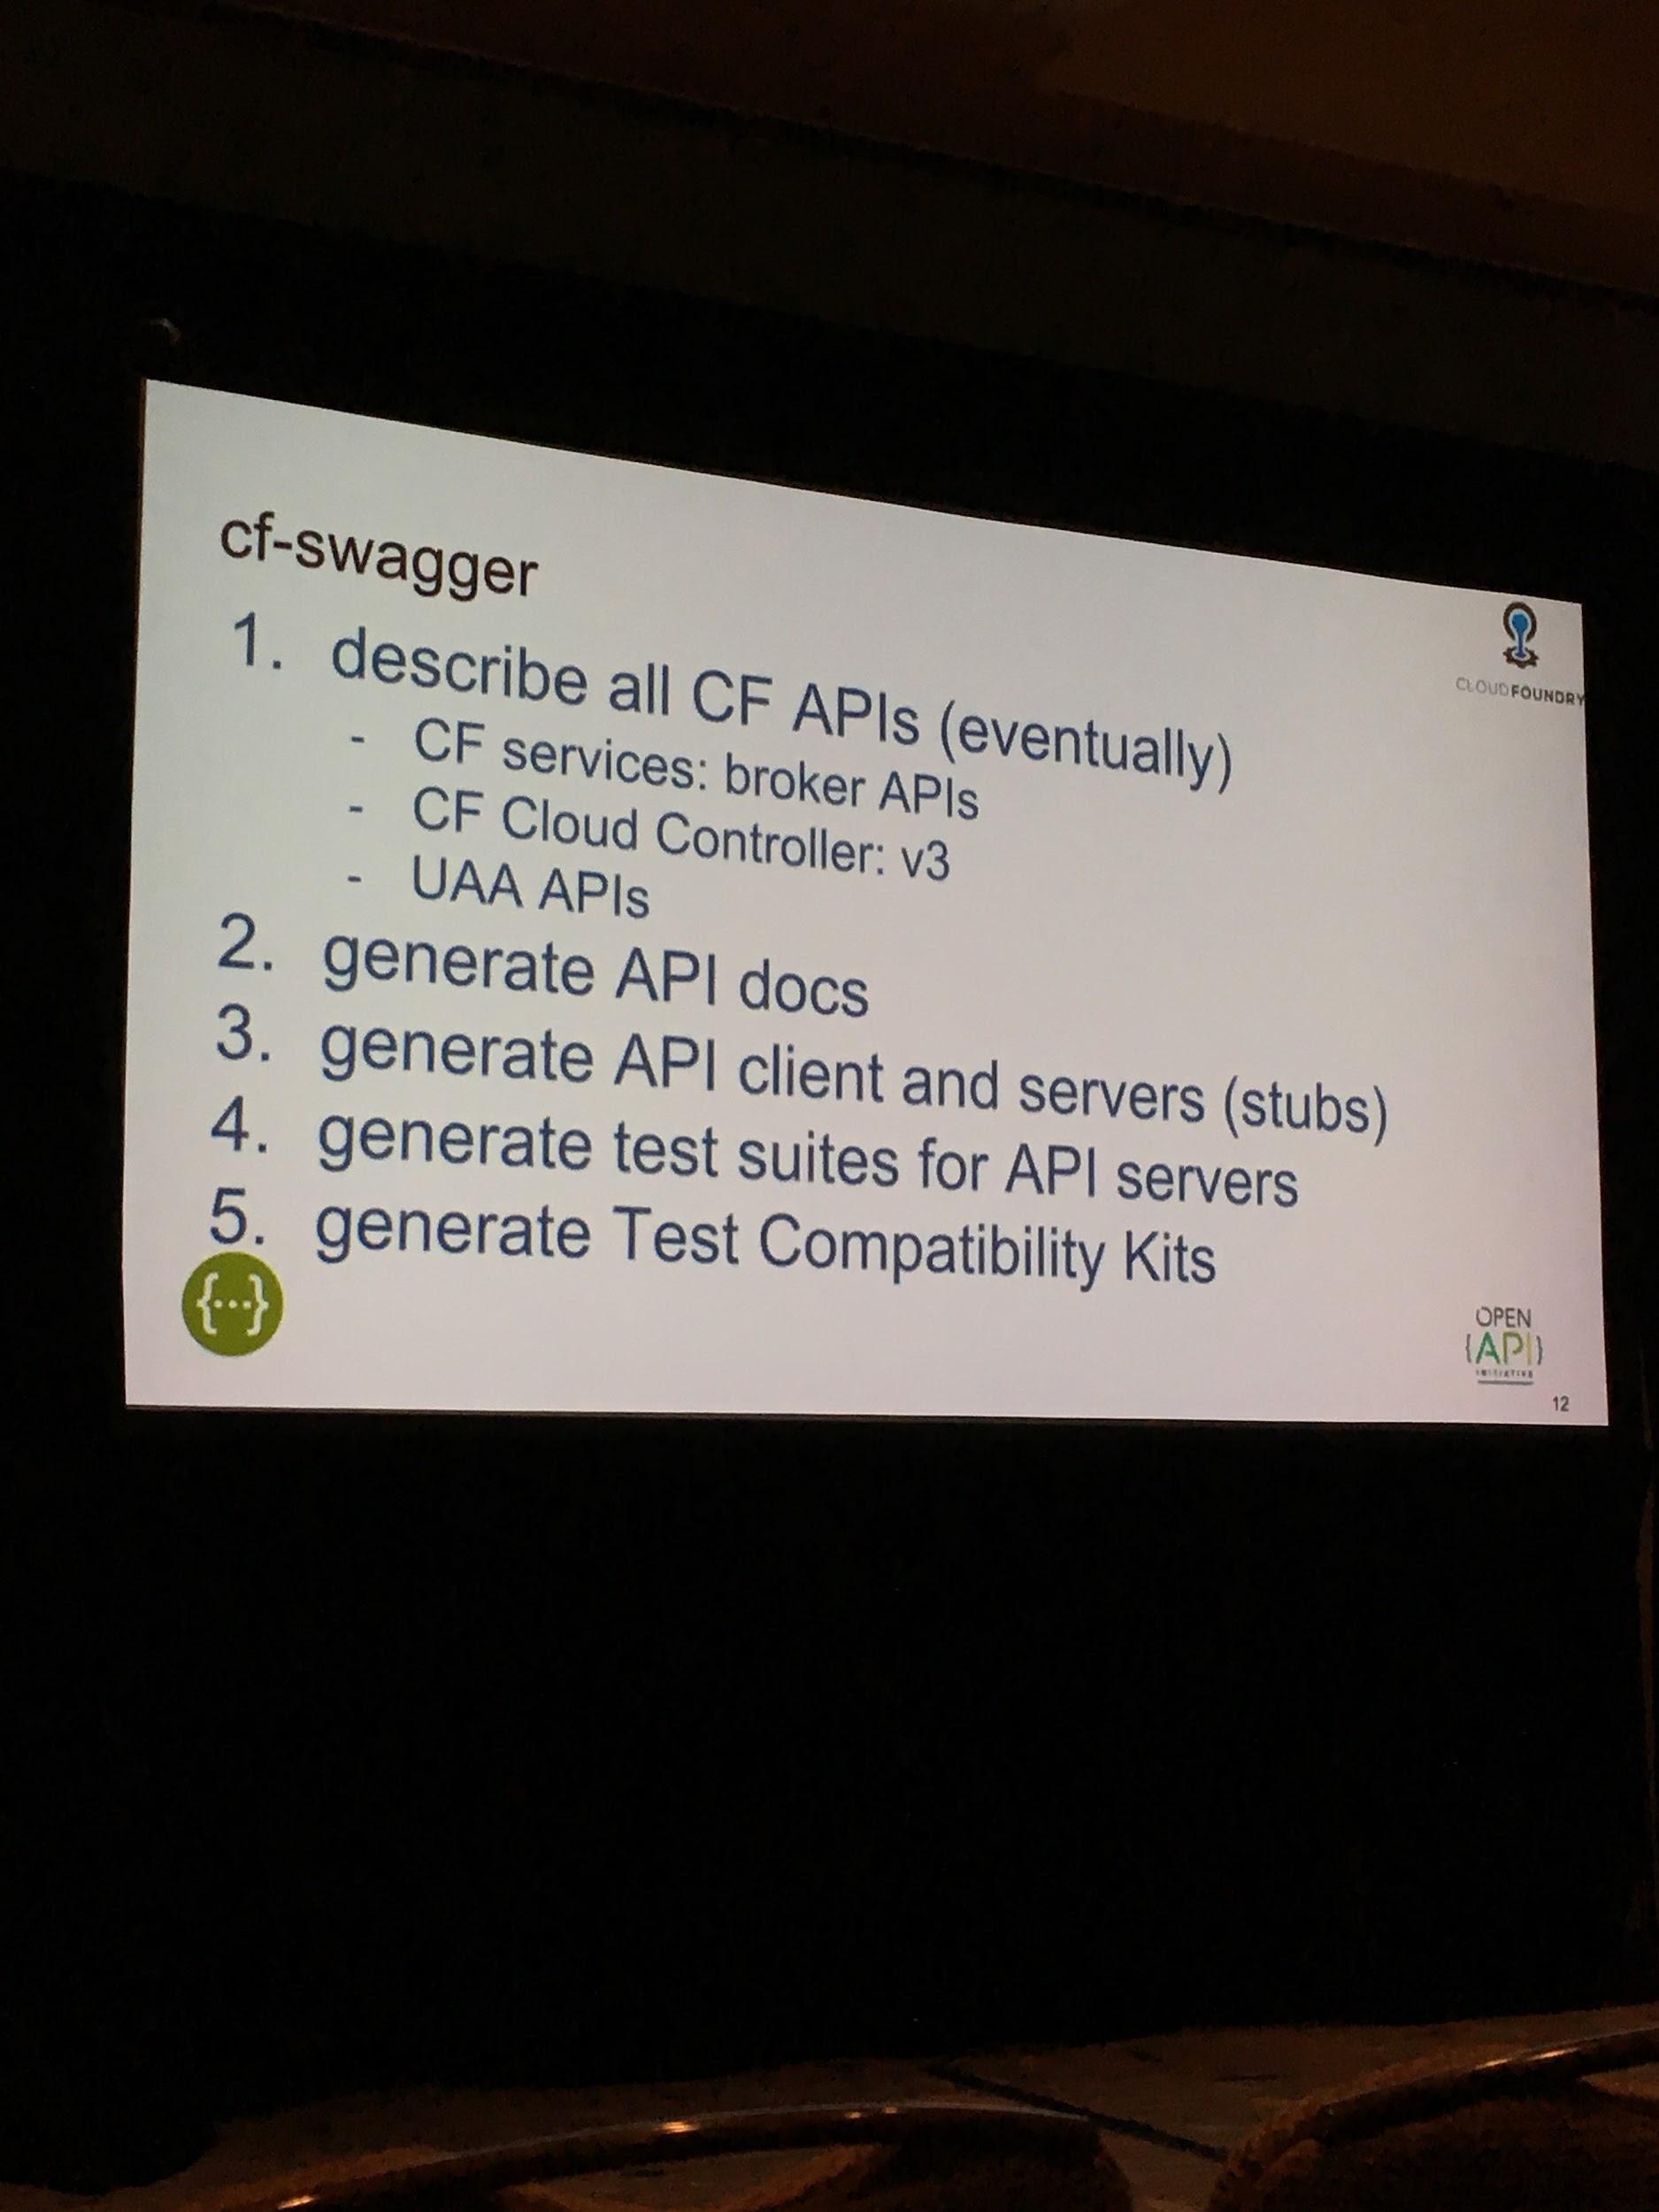 cf-swagger
CLOUDFOUNDRY
1. describe all CF APIs (eventually)
- CF services: broker APIs
- CF Cloud Controller: v3
- UAA APIs
2. generate API docs
3. generate API client and servers (stubs)
4. generate test suites for API servers
5. generate Test Compatibility Kits
{...}
OPEN
{API}
INITIATIVE
12